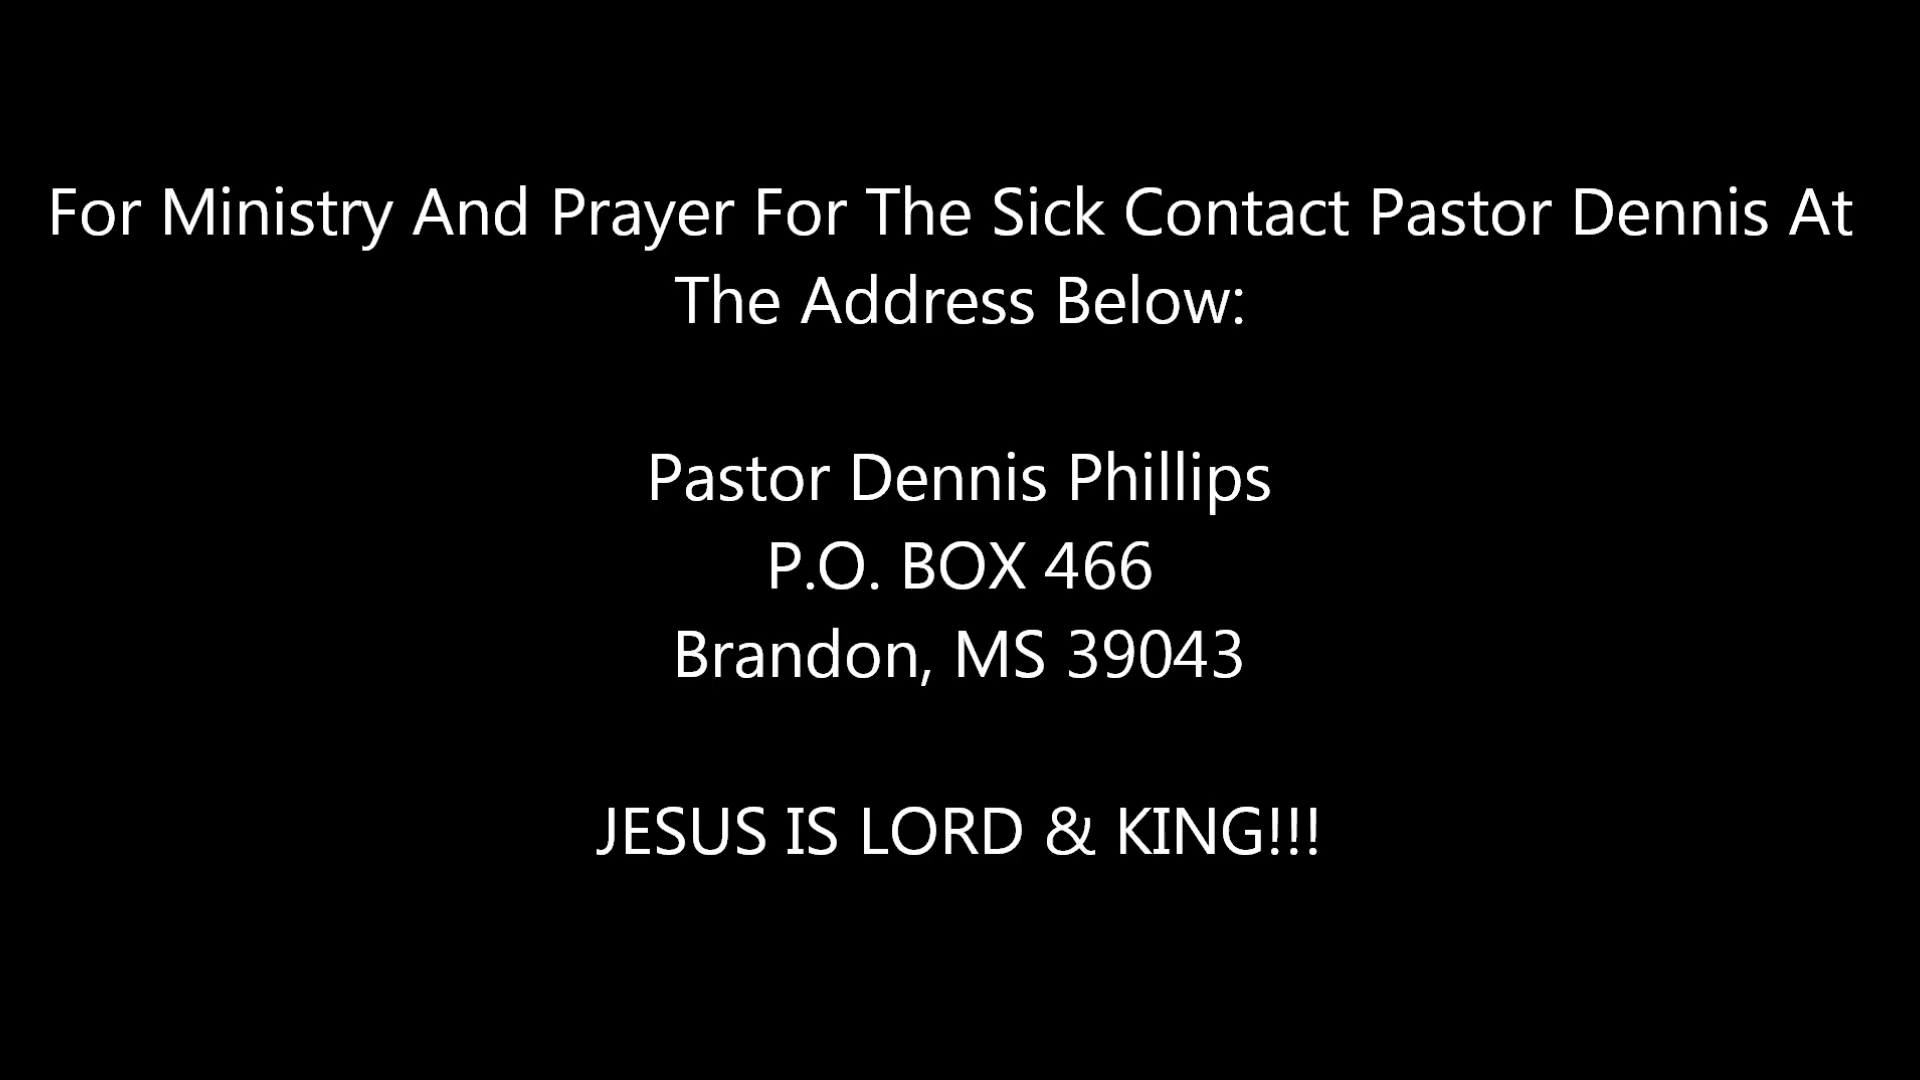 For Ministry And Prayer For The Sick Contact Pastor Dennis At
The Address Below:
Pastor Dennis Phillips
P.O. BOX 466
Brandon, MS 39043
JESUS IS LORD & KING!!!